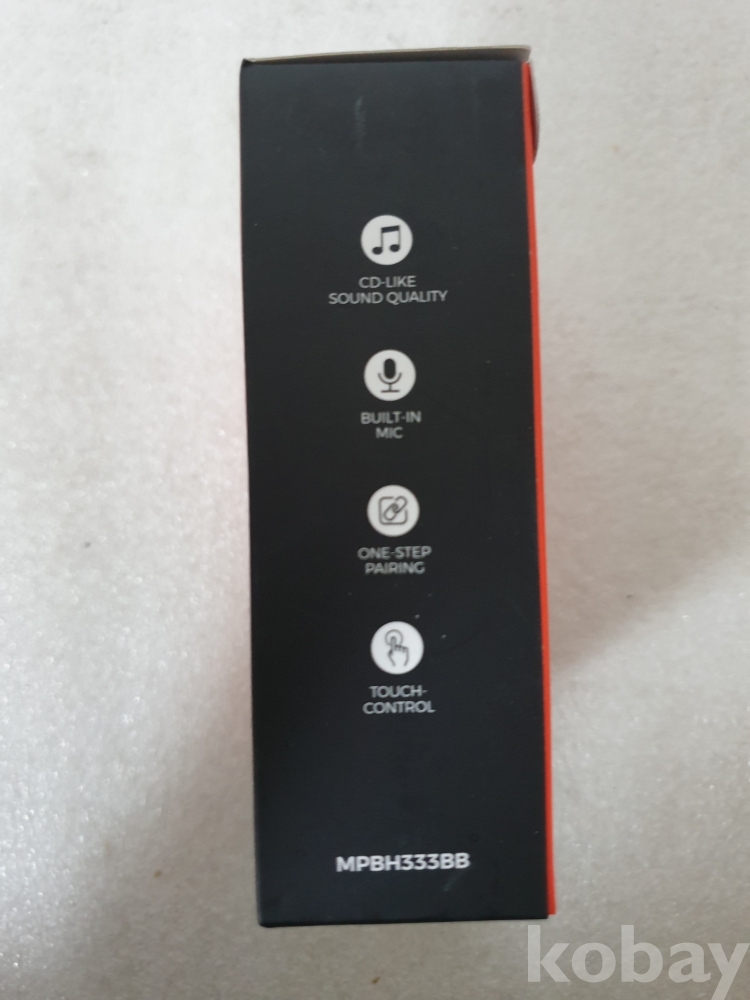 CD-LIKE
SOUND QUALITY
BUILT-IN
MIC
ONE-STEP
PAIRING
TOUCH-
CONTROL
MPBH333BB
kobay